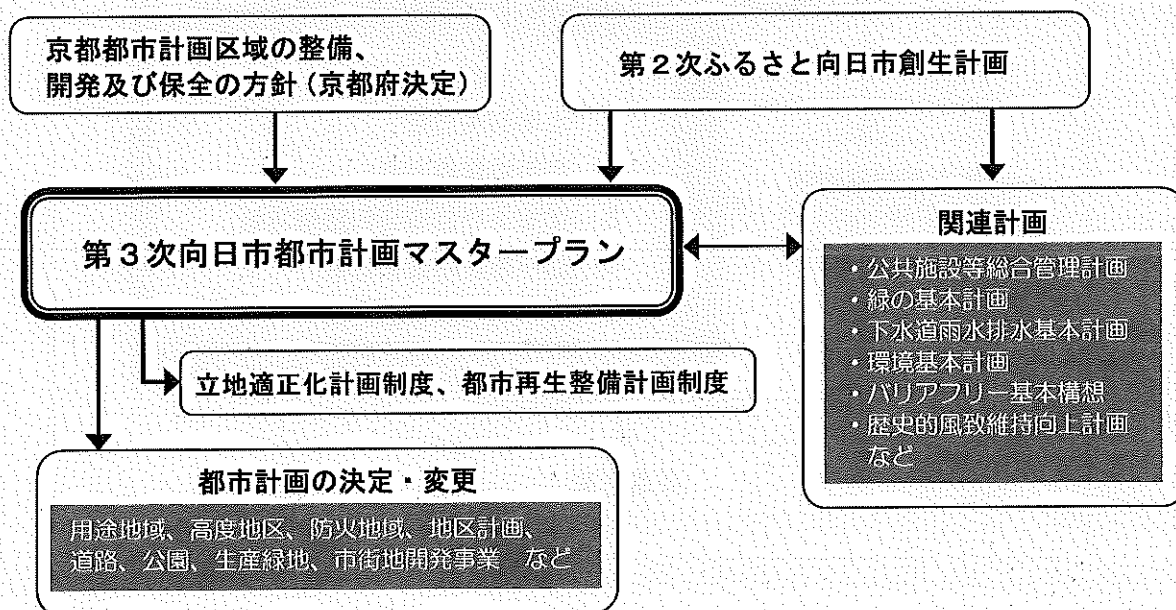 京都都市計画区域の整備、
開発及び保全の方針（京都府決定）
第２次ふるさと向日市創生計画
第３次向日市都市計画マスタープラン
関連計画
・公共施設等総合管理計画
・緑の基本計画
・下水道雨水排水基本計画
・環境基本計画
・バリアフリー基本構想
・歴史的風致維持向上計画
など
立地適正化計画制度、都市再生整備計画制度
都市計画の決定・変更
用途地域、高度地区、防火地域、地区計画、
道路、公園、生産緑地、市街地開発事業　など